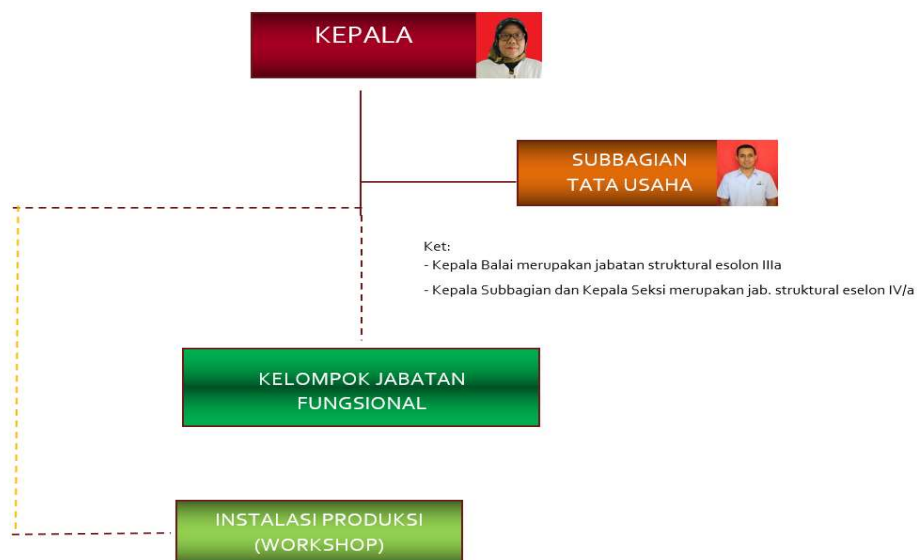 KEPALA
SUBBAGIAN
TATA USAHA
Ket:
- Kepala Balai merupakan jabatan struktural esolon IIIa
- Kepala Subbagian dan Kepala Seksi merupakan jab. struktural eselon IV/a
KELOMPOK JABATAN
FUNGSIONAL
INSTALASI PRODUKSI
(WORKSHOP)